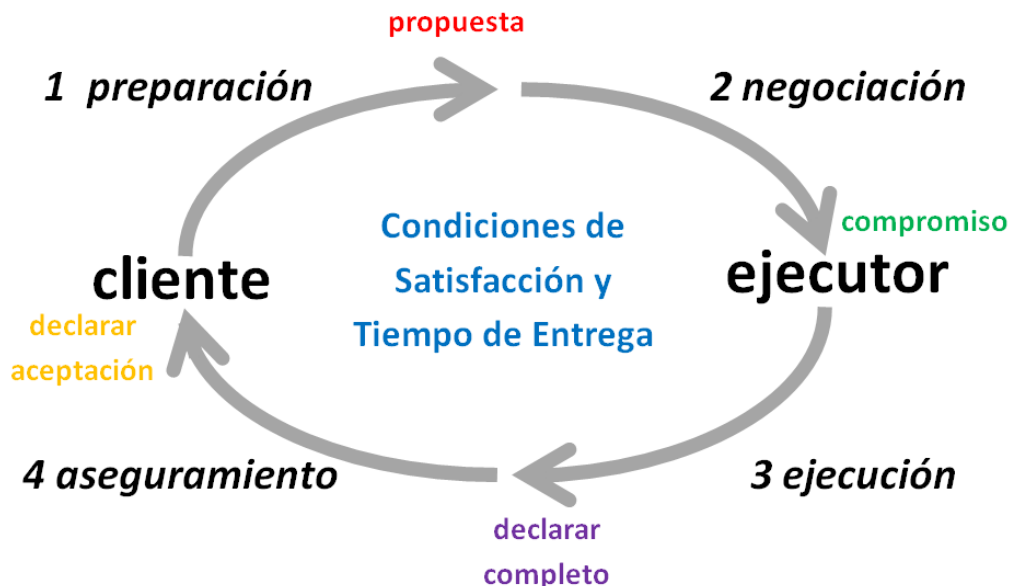 propuesta
1 preparación
2 negociación
compromiso
Condiciones de
Satisfacción y
Tiempo de Entrega
cliente
ejecutor
declarar
aceptación
4 aseguramiento
3 ejecución
declarar
completo